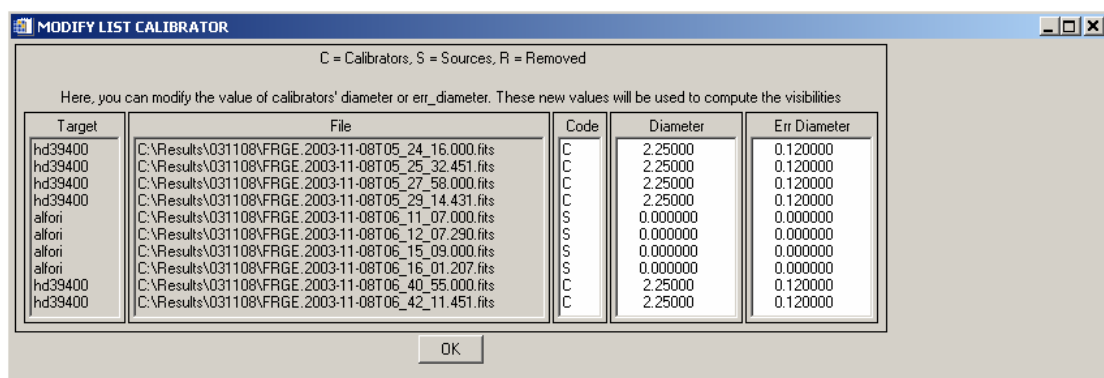 MODIFY LIST CALIBRATOR
C = Calibrators, S = Sources, R = Removed
Here, you can modify the value of calibrators' diameter or err_diameter. These new values will be used to compute the visibilities
Target File Code Diameter Err Diameter
hd39400 C:\Results\031108\FRGE.2003-11-08T05_24_16.000.fits C 2.25000 0.120000
hd39400 C:\Results\031108\FRGE.2003-11-08T05_25_32.451.fits C 2.25000 0.120000
hd39400 C:\Results\031108\FRGE.2003-11-08T05_27_58.000.fits C 2.25000 0.120000
hd39400 C:\Results\031108\FRGE.2003-11-08T05_29_14.431.fits C 2.25000 0.120000
alfori C:\Results\031108\FRGE.2003-11-08T06_11_07.000.fits S 0.000000 0.000000
alfori C:\Results\031108\FRGE.2003-11-08T06_12_07.290.fits S 0.000000 0.000000
alfori C:\Results\031108\FRGE.2003-11-08T06_15_09.000.fits S 0.000000 0.000000
alfori C:\Results\031108\FRGE.2003-11-08T06_16_01.207.fits S 0.000000 0.000000
hd39400 C:\Results\031108\FRGE.2003-11-08T06_40_55.000.fits C 2.25000 0.120000
hd39400 C:\Results\031108\FRGE.2003-11-08T06_42_11.451.fits C 2.25000 0.120000
OK